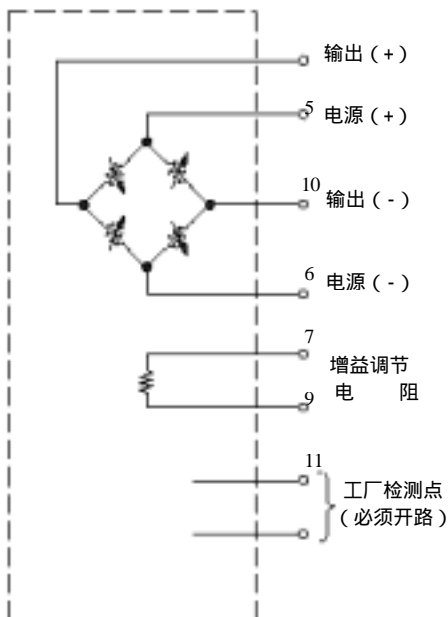 输出(+)
5
电源(+)
10
输出(-)
6
电源(-)
7
增益调节
电 阻
9
11
工厂检测点
(必须开路)